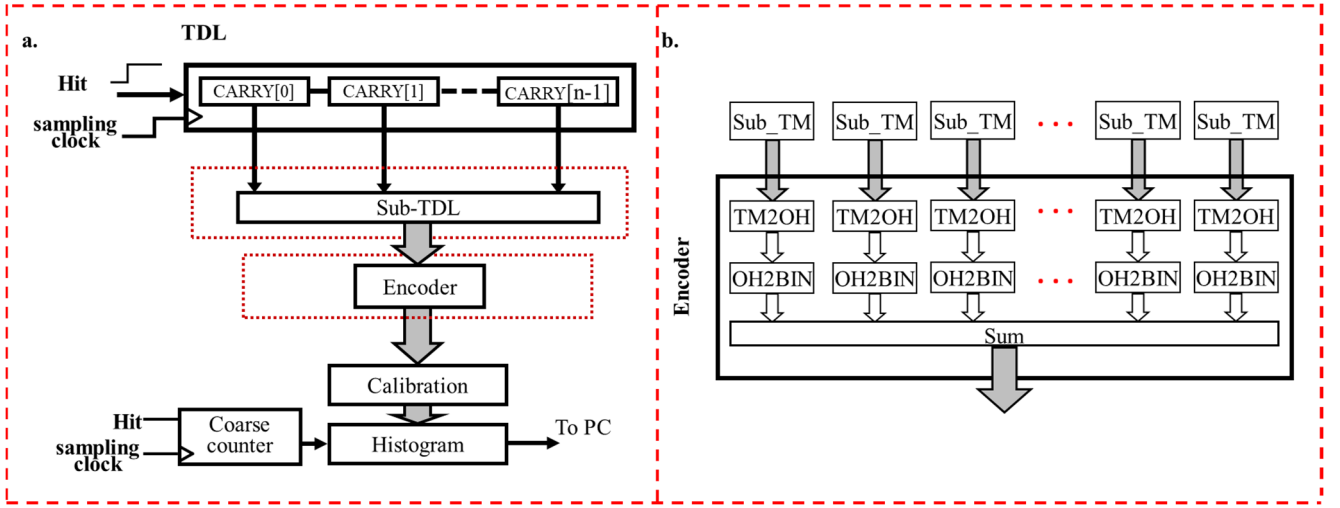 a.
TDL
Hit
sampling
clock
CARRY[0]
CARRY[1]
CARRY[n-1]
Sub-TDL
Encoder
Calibration
Hit
sampling
clock
Coarse
counter
Histogram
To PC
b.
Sub_TM Sub_TM Sub_TM ... Sub_TM Sub_TM
Encoder
TM2OH TM2OH TM2OH ... TM2OH TM2OH
OH2BIN OH2BIN OH2BIN ... OH2BIN OH2BIN
Sum